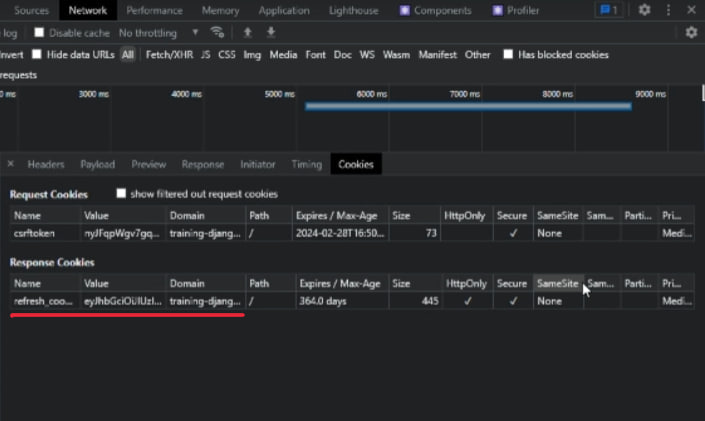 Sources Network Performance Memory Application Lighthouse Components Profiler 1
log Disable cache No throttling
nvert Hide data URLs All Fetch/XHR JS CSS Img Media Font Doc WS Wasm Manifest Other Has blocked cookies
requests
0 ms 3000 ms 4000 ms 5000 ms 6000 ms 7000 ms 8000 ms 9000 ms
Headers Payload Preview Response Initiator Timing Cookies
Request Cookies show filtered out request cookies
Name Value Domain Path Expires / Max-Age Size HttpOnly Secure SameSite Sam... Parti... Pri...
csrftoken nyJFqpWgv7gq... training-djang... / 2024-02-28T16:50... 73 ✓ None Medi...
Response Cookies
Name Value Domain Path Expires / Max-Age Size HttpOnly Secure SameSite Sam... Parti... Pri...
refresh_coo... training-djang... / 364.0 days 445 ✓ ✓ None Medi...